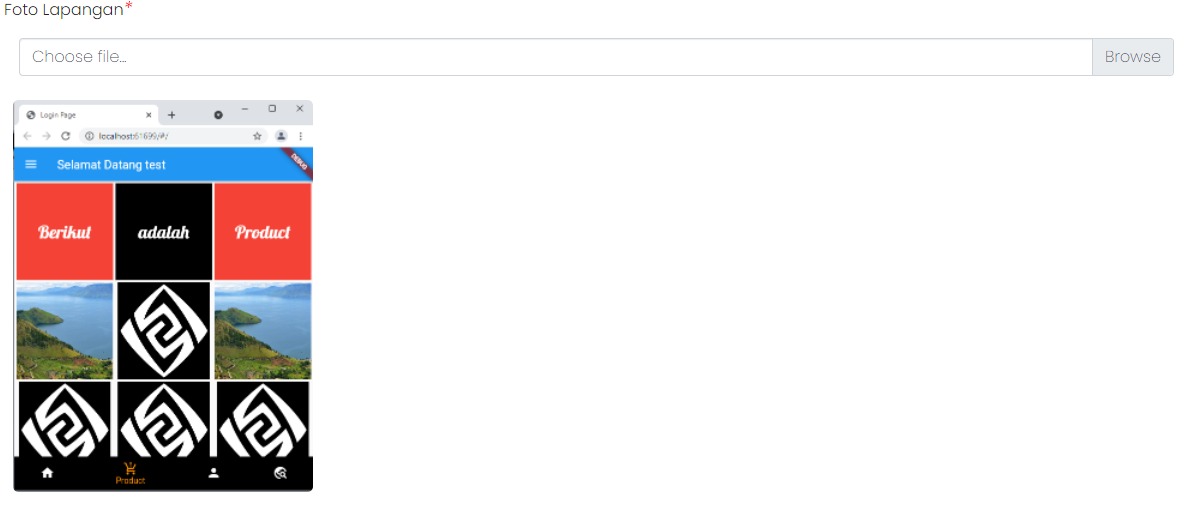 Foto Lapangan*
Choose file... Browse
Login Page
localhost:61699/#/
Selamat Datang test
DEBUG
Berikut adalah Product
Product